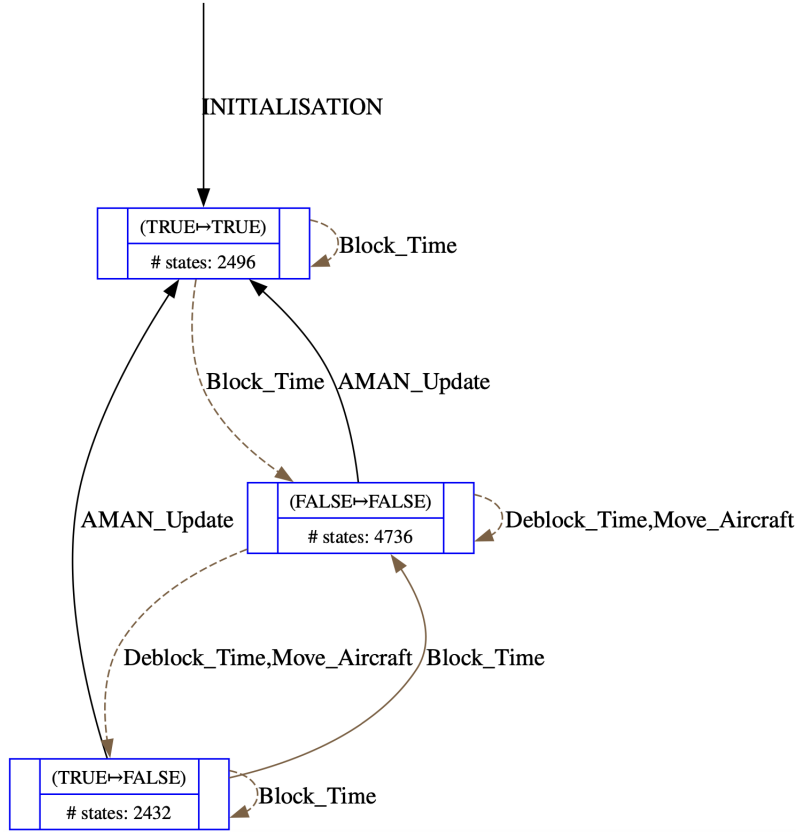 INITIALISATION
(TRUE↦TRUE)
# states: 2496
Block_Time
Block_Time
AMAN_Update
(FALSE↦FALSE)
# states: 4736
AMAN_Update
Deblock_Time,Move_Aircraft
Deblock_Time,Move_Aircraft
Block_Time
(TRUE↦FALSE)
# states: 2432
Block_Time